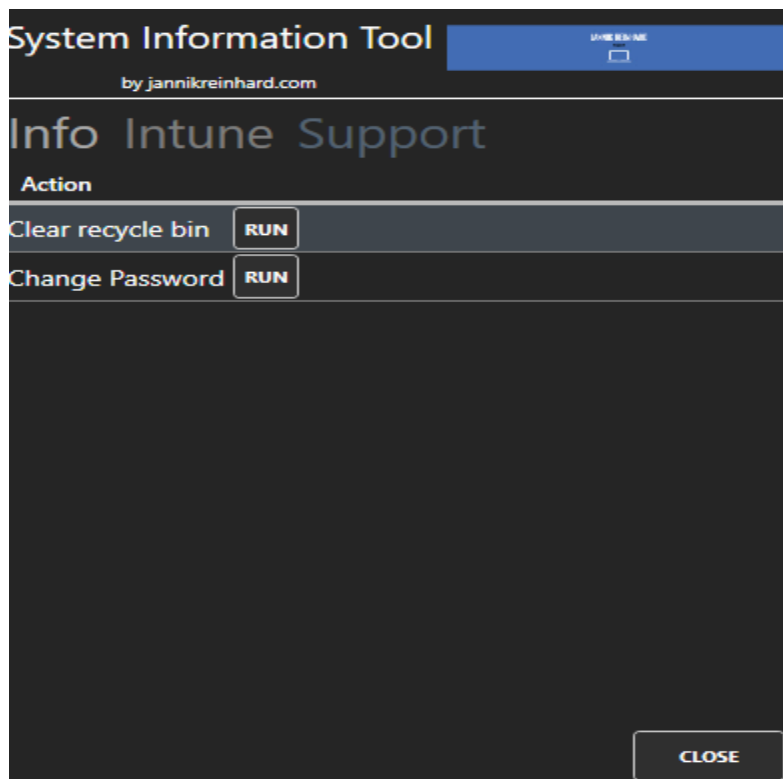 System Information Tool
by jannikreinhard.com
Info Intune Support
Action
Clear recycle bin RUN
Change Password RUN
CLOSE